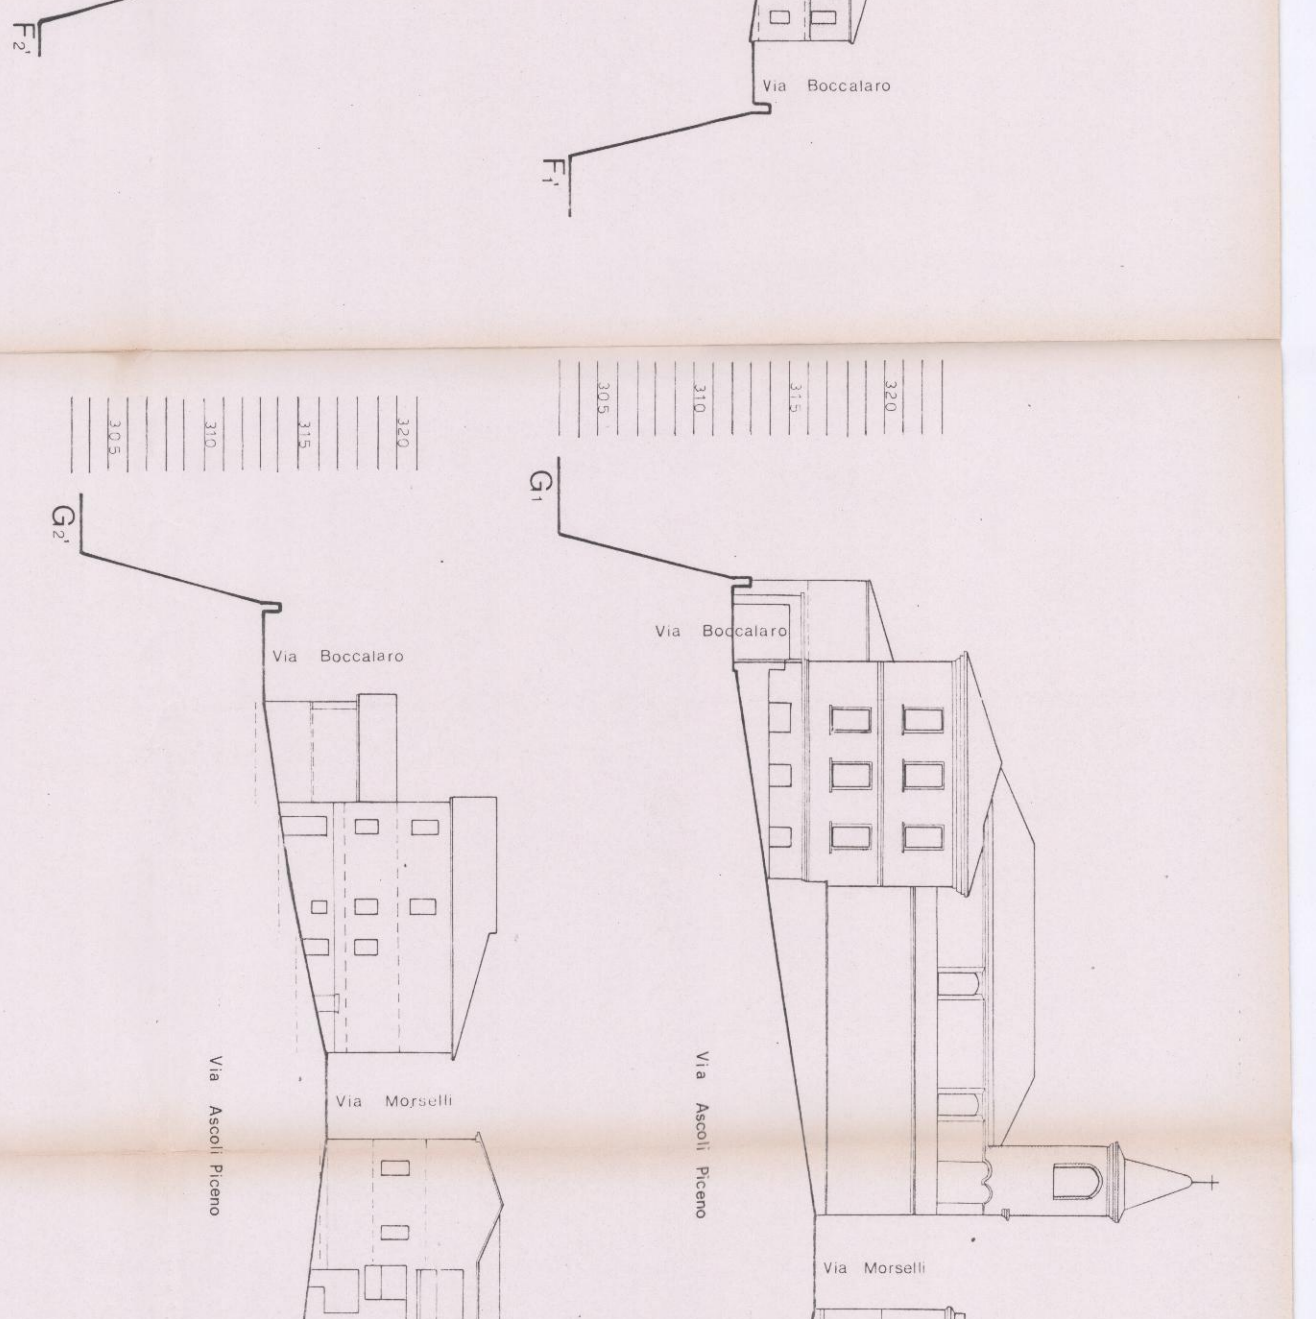 F2'
Via Boccalaro
F1'
305
310
315
320
305
310
315
320
G1
G2'
Via Boccalaro
Via Boccalaro
Via Ascoli Piceno
Via Ascoli Piceno
Via Morselli
Via Morselli